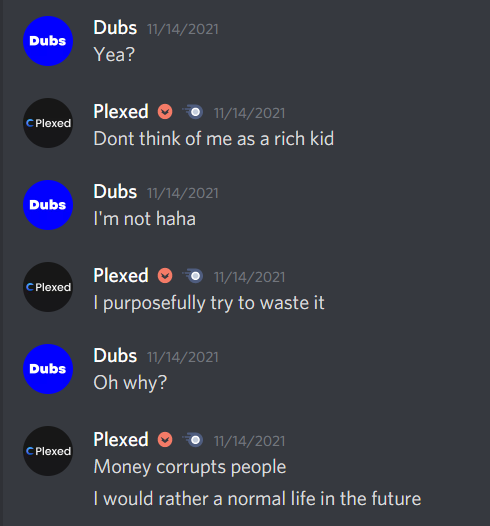 Dubs
Dubs 11/14/2021
Yea?
Plexed
Plexed 11/14/2021
Dont think of me as a rich kid
Dubs
Dubs 11/14/2021
I'm not haha
Plexed
Plexed 11/14/2021
I purposefully try to waste it
Dubs
Dubs 11/14/2021
Oh why?
Plexed
Plexed 11/14/2021
Money corrupts people
I would rather a normal life in the future